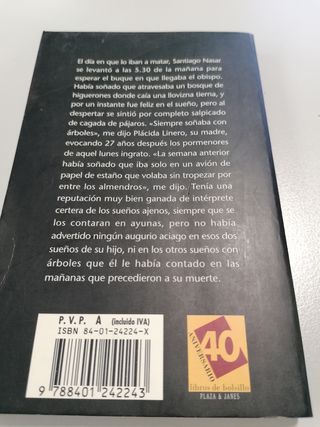 El día en que lo iban a matar, Santiago Nasar
se levantó a las 5.30 de la mañana para
esperar el buque en que llegaba el obispo.
Había soñado que atravesaba un bosque de
higuerones donde caía una llovizna tierna, y
por un instante fue feliz en el sueño, pero al
despertar se sintió por completo salpicado
de cagada de pájaros. «Siempre soñaba con
árboles», me dijo Plácida Linero, su madre,
evocando 27 años después los pormenores
de aquel lunes ingrato. «La semana anterior
había soñado que iba solo en un avión de
papel de estaño que volaba sin tropezar por
entre los almendros», me dijo. Tenía una
reputación muy bien ganada de intérprete
certera de los sueños ajenos, siempre que se
los contaran en ayunas, pero no había
advertido ningún augurio aciago en esos dos
sueños de su hijo, ni en los otros sueños con
árboles que él le había contado en las
mañanas que precedieron a su muerte.
P.V.P. A (incluido IVA)
ISBN 84-01-24224-X
9 788401 242243
40
ANIVERSARIO
libros de bolsillo
PLAZA & JANES